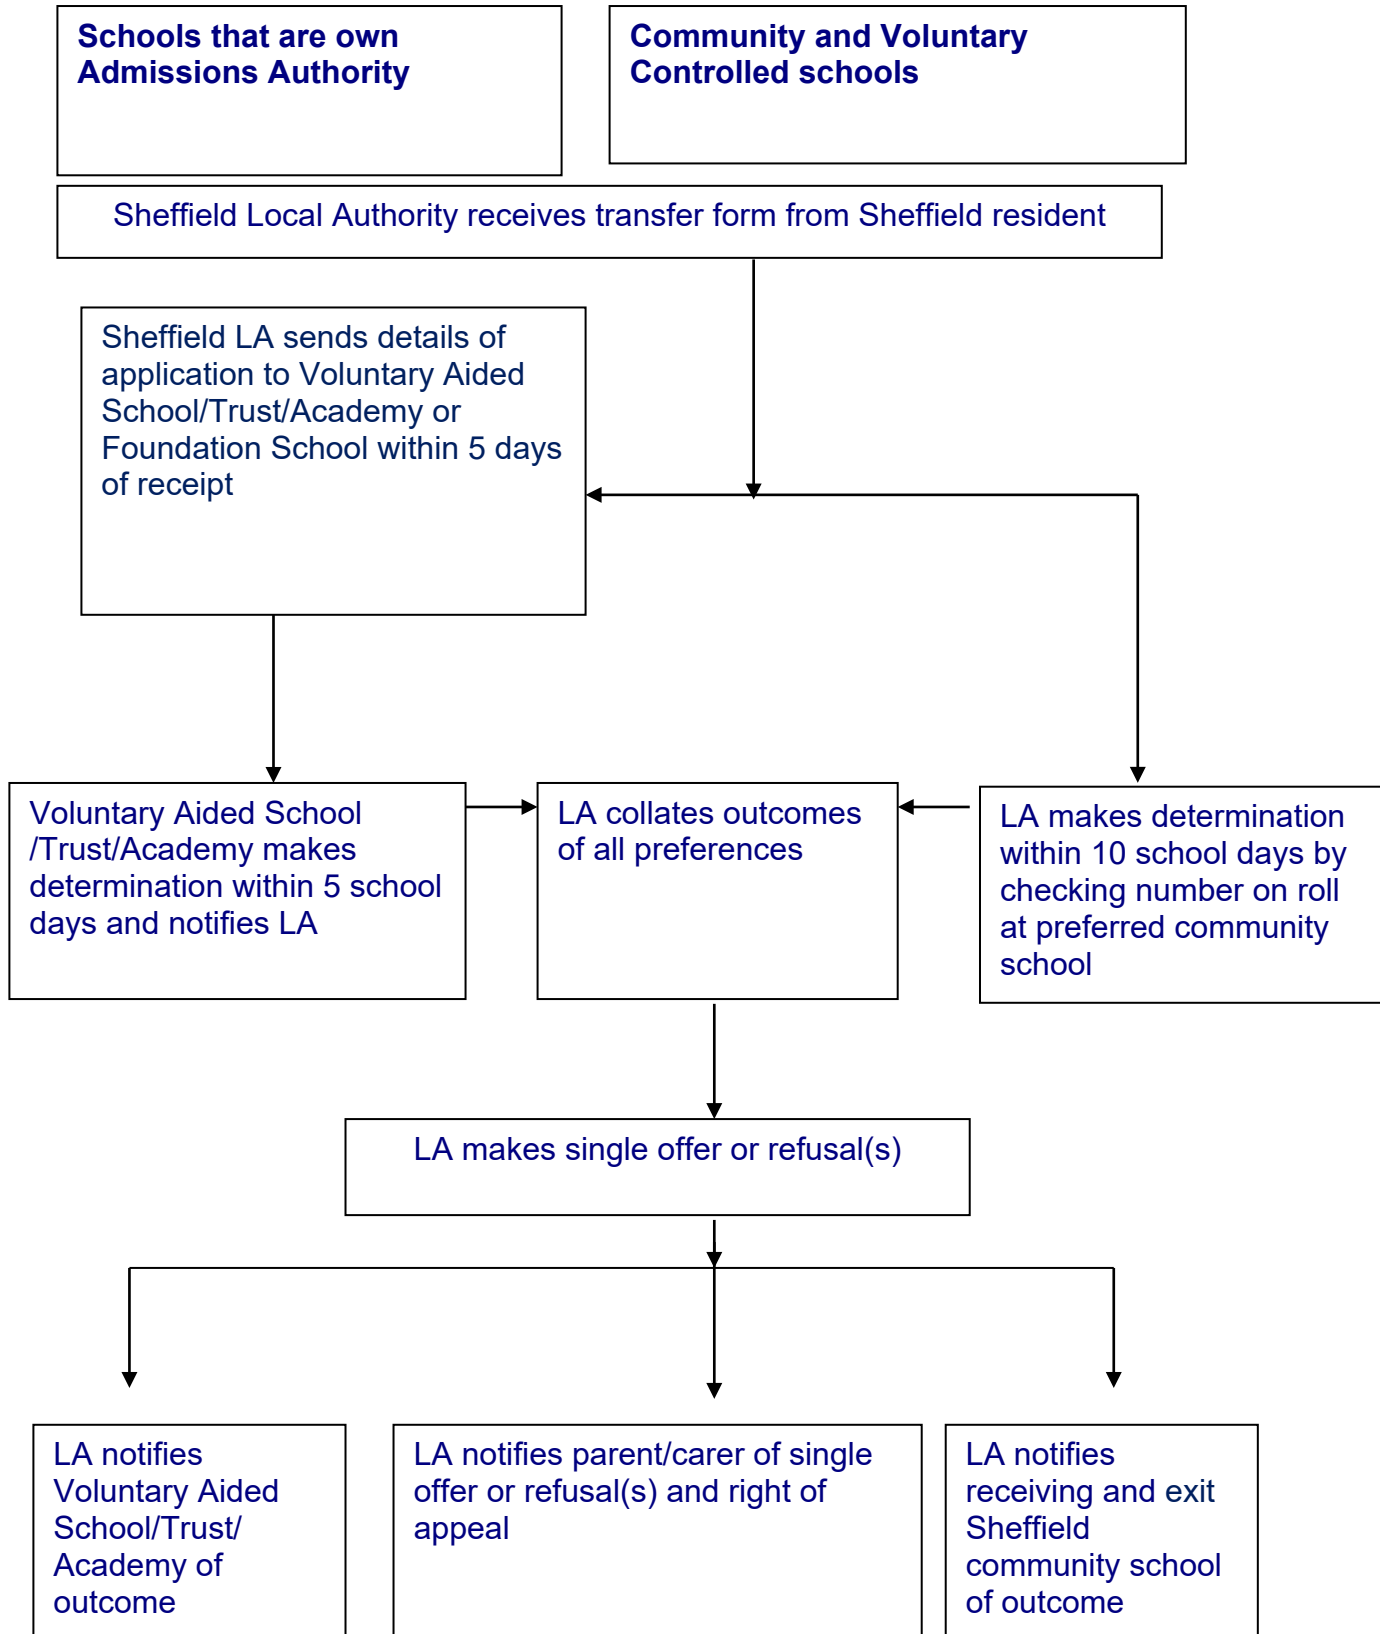 Schools that are own
Admissions Authority
Community and Voluntary
Controlled schools
Sheffield Local Authority receives transfer form from Sheffield resident
Sheffield LA sends details of
application to Voluntary Aided
School/Trust/Academy or
Foundation School within 5 days
of receipt
Voluntary Aided School
/Trust/Academy makes
determination within 5 school
days and notifies LA
LA collates outcomes
of all preferences
LA makes determination
within 10 school days by
checking number on roll
at preferred community
school
LA makes single offer or refusal(s)
LA notifies
Voluntary Aided
School/Trust/
Academy of
outcome
LA notifies parent/carer of single
offer or refusal(s) and right of
appeal
LA notifies
receiving and exit
Sheffield
community school
of outcome